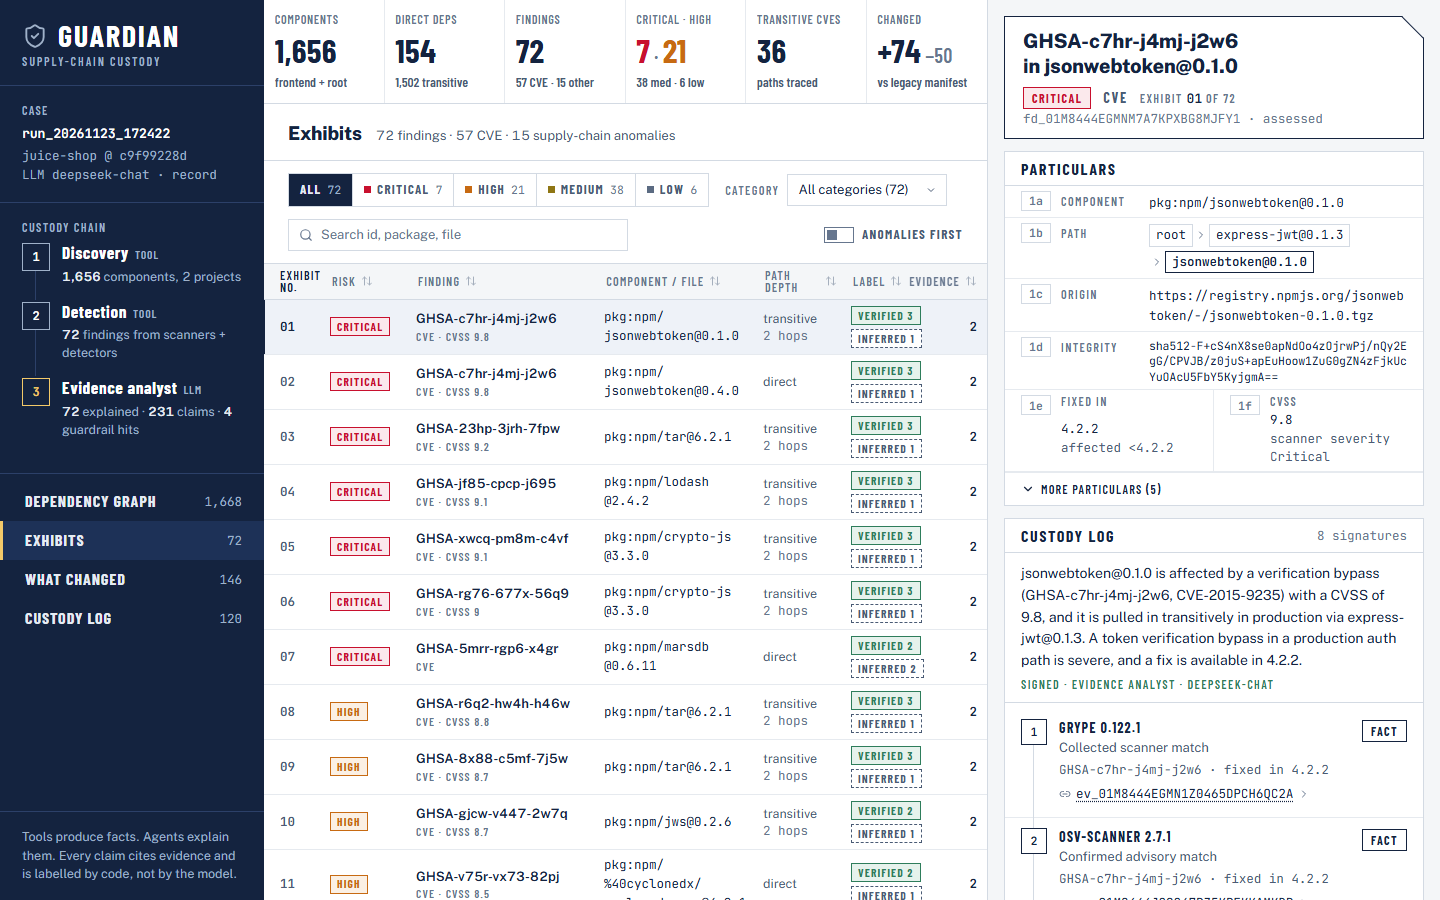 GUARDIAN
SUPPLY-CHAIN CUSTODY
CASE
run_20261123_172422
juice-shop @ c9f99228d
LLM deepseek-chat · record
CUSTODY CHAIN
1 Discovery TOOL
1,656 components, 2 projects
2 Detection TOOL
72 findings from scanners +
detectors
3 Evidence analyst LLM
72 explained · 231 claims · 4
guardrail hits
DEPENDENCY GRAPH 1,668
EXHIBITS 72
WHAT CHANGED 146
CUSTODY LOG 120
Tools produce facts. Agents explain
them. Every claim cites evidence and
is labelled by code, not by the model.
COMPONENTS
1,656
frontend + root
DIRECT DEPS
154
1,502 transitive
FINDINGS
72
57 CVE · 15 other
CRITICAL · HIGH
7 · 21
38 med · 6 low
TRANSITIVE CVES
36
paths traced
CHANGED
+74 –50
vs legacy manifest
Exhibits 72 findings · 57 CVE · 15 supply-chain anomalies
ALL 72 CRITICAL 7 HIGH 21 MEDIUM 38 LOW 6 CATEGORY All categories (72)
Search id, package, file ANOMALIES FIRST
EXHIBIT NO. RISK FINDING COMPONENT / FILE PATH DEPTH LABEL EVIDENCE
01 CRITICAL GHSA-c7hr-j4mj-j2w6 pkg:npm/ transitive VERIFIED 3 2
CVE · CVSS 9.8 jsonwebtoken@0.1.0 2 hops INFERRED 1
02 CRITICAL GHSA-c7hr-j4mj-j2w6 pkg:npm/ direct VERIFIED 3 2
CVE · CVSS 9.8 jsonwebtoken@0.4.0 INFERRED 1
03 CRITICAL GHSA-23hp-3jrh-7fpw pkg:npm/tar@6.2.1 transitive VERIFIED 3 2
CVE · CVSS 9.2 2 hops INFERRED 1
04 CRITICAL GHSA-jf85-cpcp-j695 pkg:npm/lodash transitive VERIFIED 3 2
CVE · CVSS 9.1 @2.4.2 2 hops INFERRED 1
05 CRITICAL GHSA-xwcq-pm8m-c4vf pkg:npm/crypto-js transitive VERIFIED 3 2
CVE · CVSS 9.1 @3.3.0 2 hops INFERRED 1
06 CRITICAL GHSA-rg76-677x-56q9 pkg:npm/crypto-js transitive VERIFIED 3 2
CVE · CVSS 9 @3.3.0 2 hops INFERRED 1
07 CRITICAL GHSA-5mrr-rgp6-x4gr pkg:npm/marsdb direct VERIFIED 2 2
CVE @0.6.11 INFERRED 2
08 HIGH GHSA-r6q2-hw4h-h46w pkg:npm/tar@6.2.1 transitive VERIFIED 3 2
CVE · CVSS 8.8 2 hops INFERRED 1
09 HIGH GHSA-8x88-c5mf-7j5w pkg:npm/tar@6.2.1 transitive VERIFIED 3 2
CVE · CVSS 8.7 2 hops INFERRED 1
10 HIGH GHSA-gjcw-v447-2w7q pkg:npm/jws@0.2.6 transitive VERIFIED 2 2
CVE · CVSS 8.7 2 hops INFERRED 1
11 HIGH GHSA-v75r-vx73-82pj pkg:npm/ direct VERIFIED 3 2
CVE · CVSS 8.5 %40cyclonedx/ INFERRED 1
GHSA-c7hr-j4mj-j2w6
in jsonwebtoken@0.1.0
CRITICAL CVE EXHIBIT 01 OF 72
fd_01M8444EGMNM7A7KPXBG8MJFY1 · assessed
PARTICULARS
1a COMPONENT pkg:npm/jsonwebtoken@0.1.0
1b PATH root › express-jwt@0.1.3
› jsonwebtoken@0.1.0
1c ORIGIN https://registry.npmjs.org/jsonweb
token/-/jsonwebtoken-0.1.0.tgz
1d INTEGRITY sha512-F+cS4nX8se0apNdOo4zOjrwPj/nQy2E
gG/CPVJB/z0juS+apEuHoow1ZuG0gZN4zFjkUc
YuOAcU5FbY5KyjgmA==
1e FIXED IN
4.2.2
affected <4.2.2
1f CVSS
9.8
scanner severity
Critical
MORE PARTICULARS (5)
CUSTODY LOG 8 signatures
jsonwebtoken@0.1.0 is affected by a verification bypass
(GHSA-c7hr-j4mj-j2w6, CVE-2015-9235) with a CVSS of
9.8, and it is pulled in transitively in production via express-
jwt@0.1.3. A token verification bypass in a production auth
path is severe, and a fix is available in 4.2.2.
SIGNED · EVIDENCE ANALYST · DEEPSEEK-CHAT
1 GRYPE 0.122.1 FACT
Collected scanner match
GHSA-c7hr-j4mj-j2w6 · fixed in 4.2.2
ev_01M8444EGMN1Z0465DPCH6QC2A ›
2 OSV-SCANNER 2.7.1 FACT
Confirmed advisory match
GHSA-c7hr-j4mj-j2w6 · fixed in 4.2.2